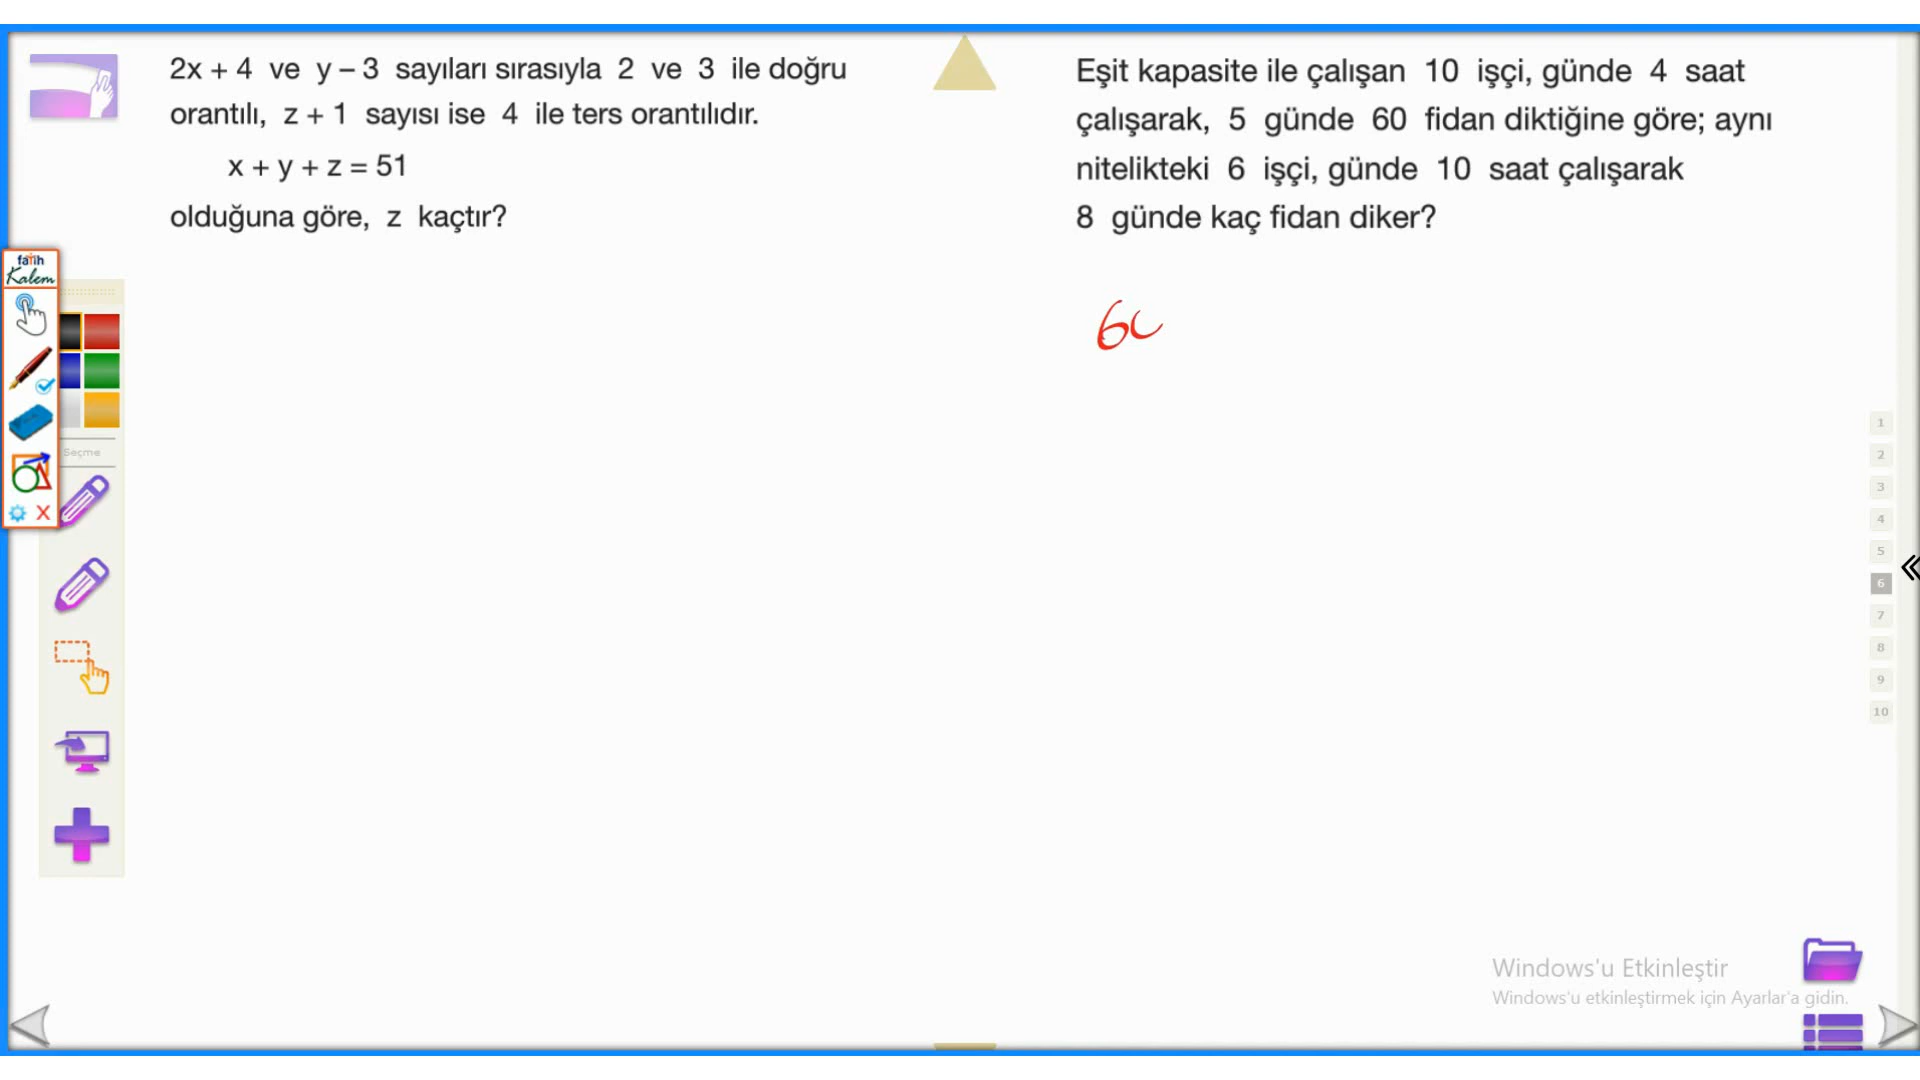 2x + 4 ve y – 3 sayıları sırasıyla 2 ve 3 ile doğru
orantılı, z + 1 sayısı ise 4 ile ters orantılıdır.
x + y + z = 51
olduğuna göre, z kaçtır?
Eşit kapasite ile çalışan 10 işçi, günde 4 saat
çalışarak, 5 günde 60 fidan diktiğine göre; aynı
nitelikteki 6 işçi, günde 10 saat çalışarak
8 günde kaç fidan diker?
fatih
Kalem
Seçme
1
2
3
4
5
6
7
8
9
10
Windows'u Etkinleştir
Windows'u etkinleştirmek için Ayarlar'a gidin.